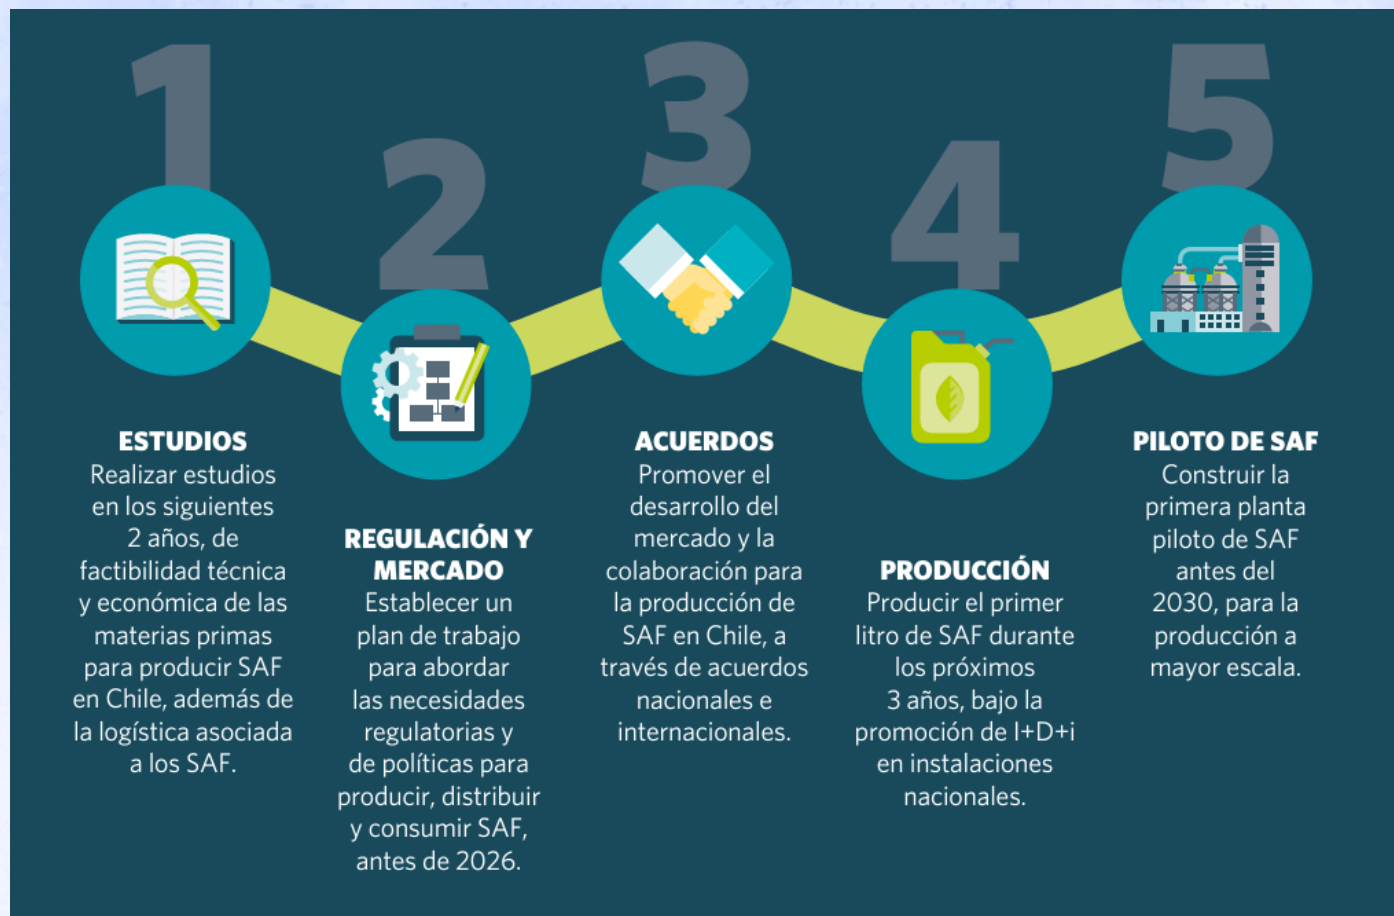 1
ESTUDIOS
Realizar estudios
en los siguientes
2 años, de
factibilidad técnica
y económica de las
materias primas
para producir SAF
en Chile, además de
la logística asociada
a los SAF.
2
REGULACIÓN Y
MERCADO
Establecer un
plan de trabajo
para abordar
las necesidades
regulatorias y
de políticas para
producir, distribuir
y consumir SAF,
antes de 2026.
3
ACUERDOS
Promover el
desarrollo del
mercado y la
colaboración para
la producción de
SAF en Chile, a
través de acuerdos
nacionales e
internacionales.
4
PRODUCCIÓN
Producir el primer
litro de SAF durante
los próximos
3 años, bajo la
promoción de I+D+i
en instalaciones
nacionales.
5
PILOTO DE SAF
Construir la
primera planta
piloto de SAF
antes del
2030, para la
producción a
mayor escala.